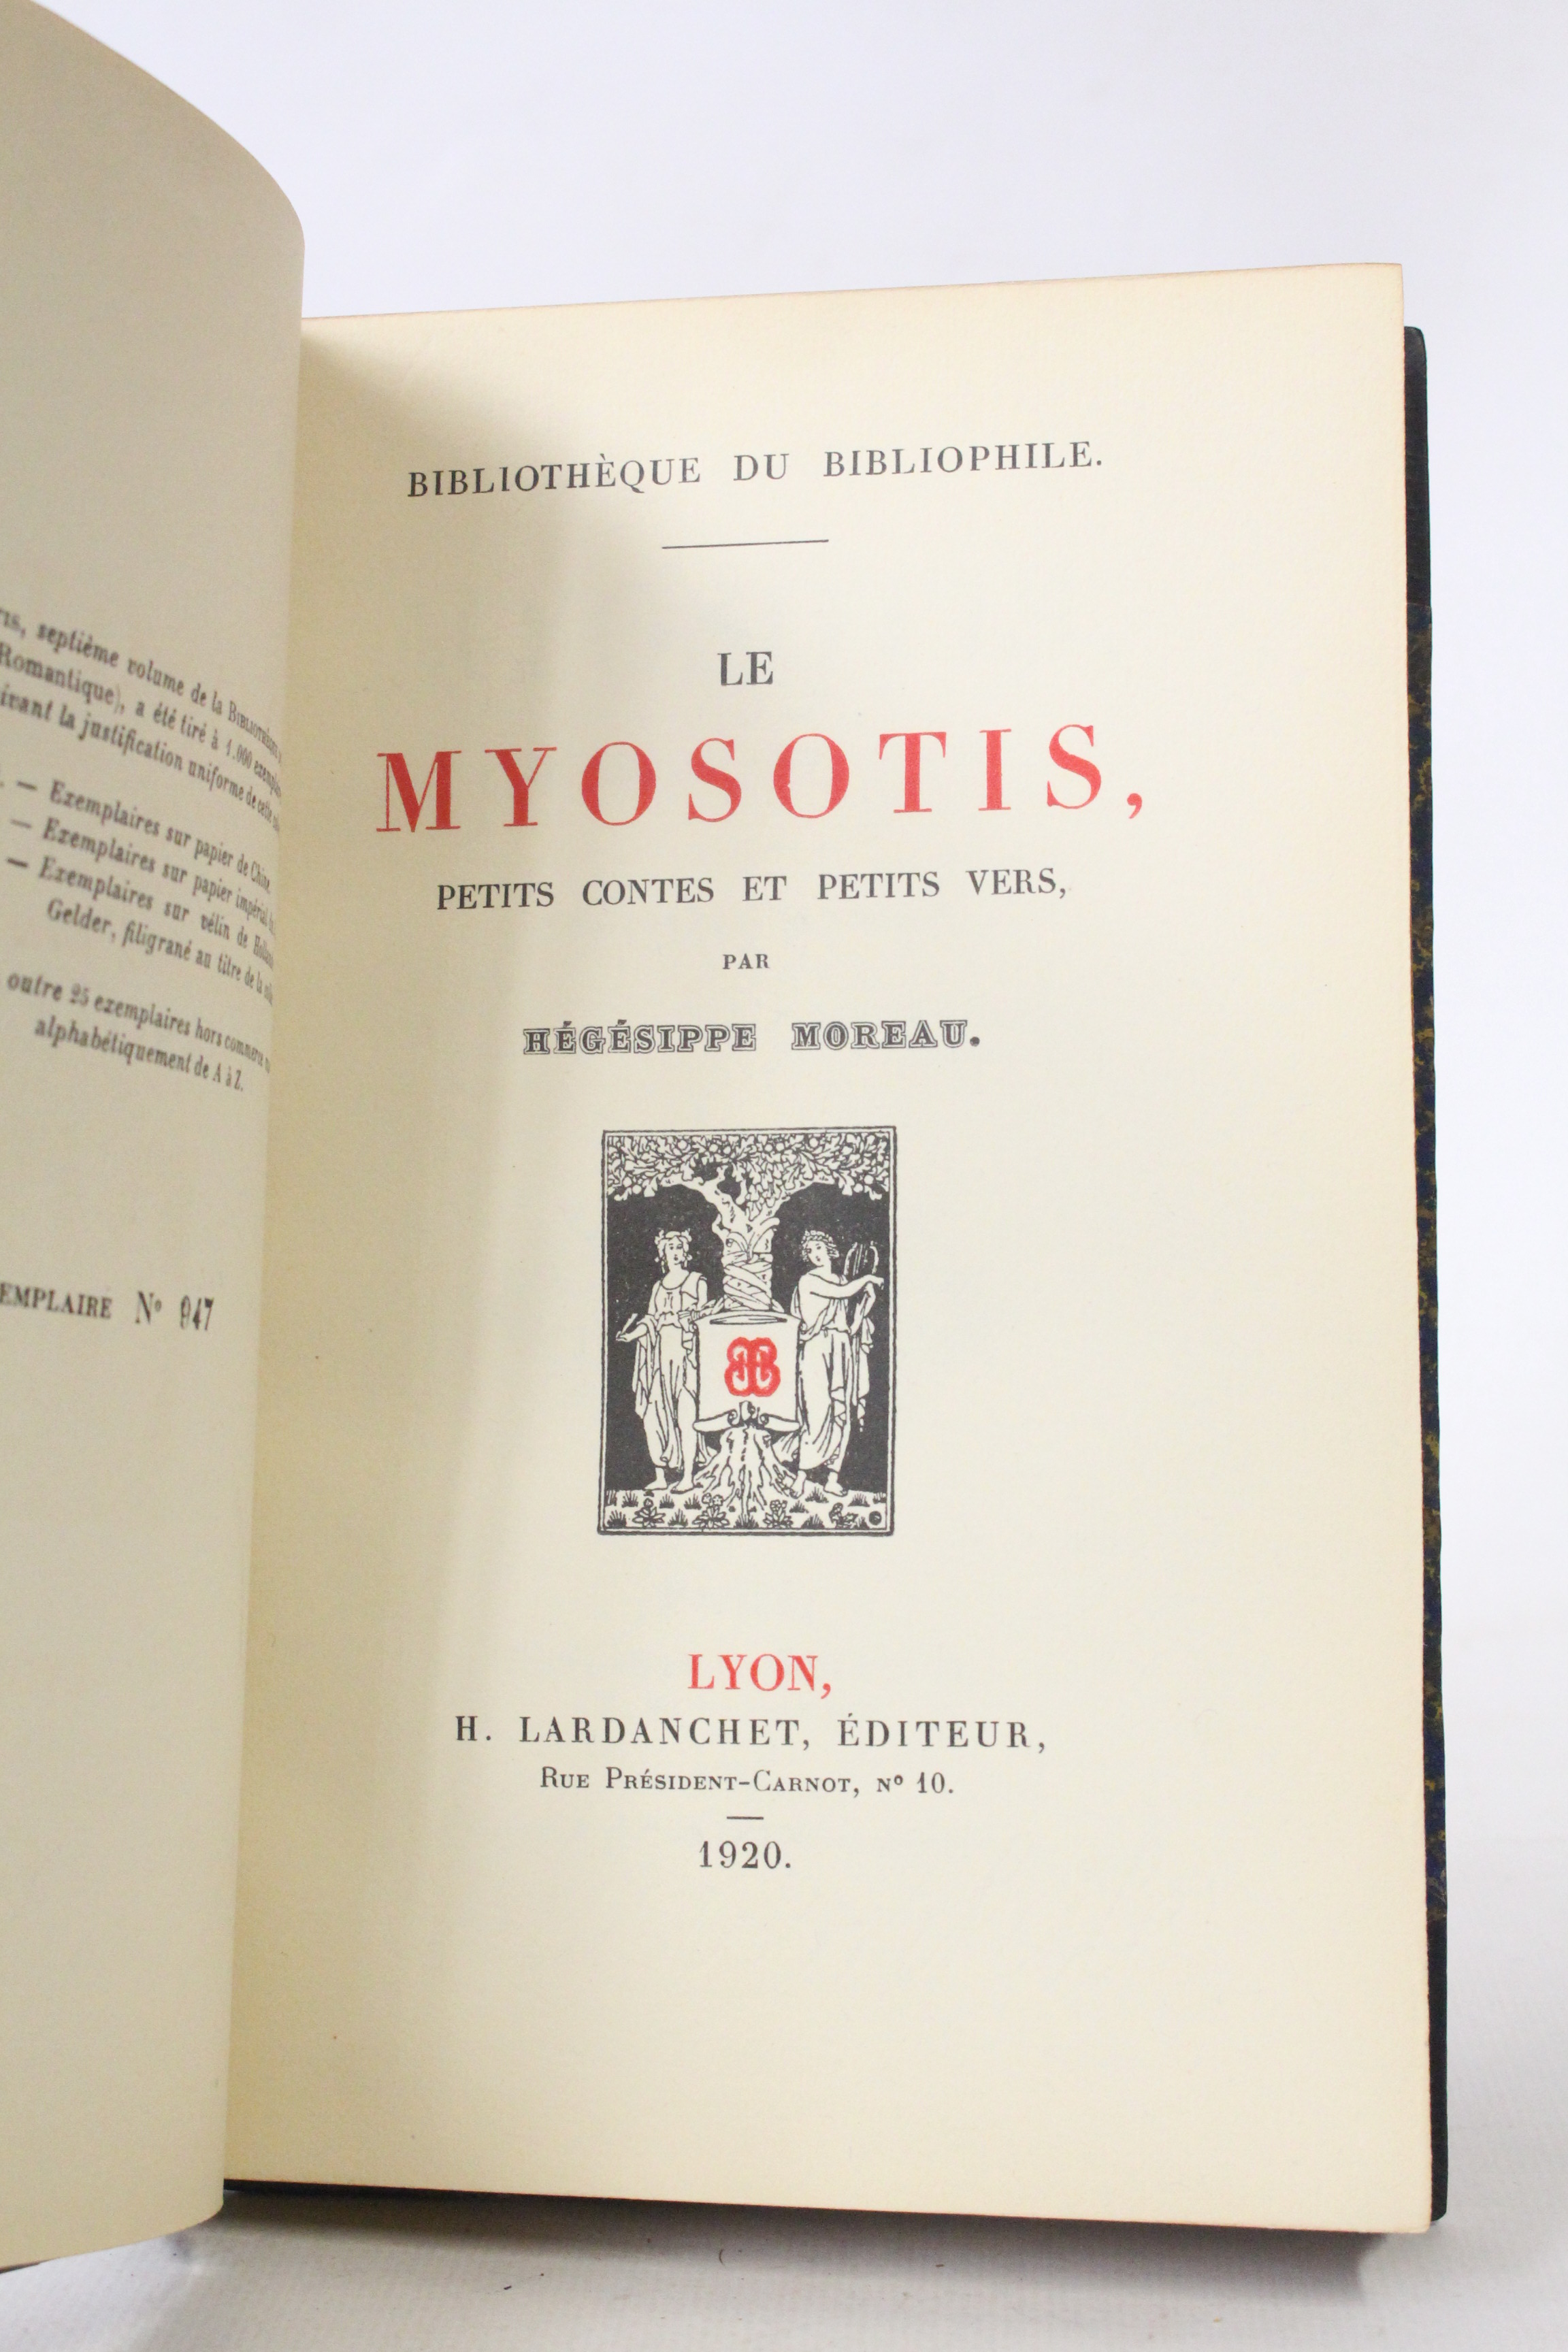 septième volume de la
Romantique), a été tiré à 1.000
la justification uniforme de
— Exemplaires sur papier de Chine.
— Exemplaires sur papier impérial
— Exemplaires sur vélin de
Gelder, filigrané au titre de la
outre 25 exemplaires hors commerce
alphabétiquement de A à Z.
No 947
BIBLIOTHÈQUE DU BIBLIOPHILE.
LE
MYOSOTIS,
PETITS CONTES ET PETITS VERS,
PAR
HÉGÉSIPPE MOREAU.
LYON,
H. LARDANCHET, ÉDITEUR,
RUE PRÉSIDENT-CARNOT, No 10.
1920.